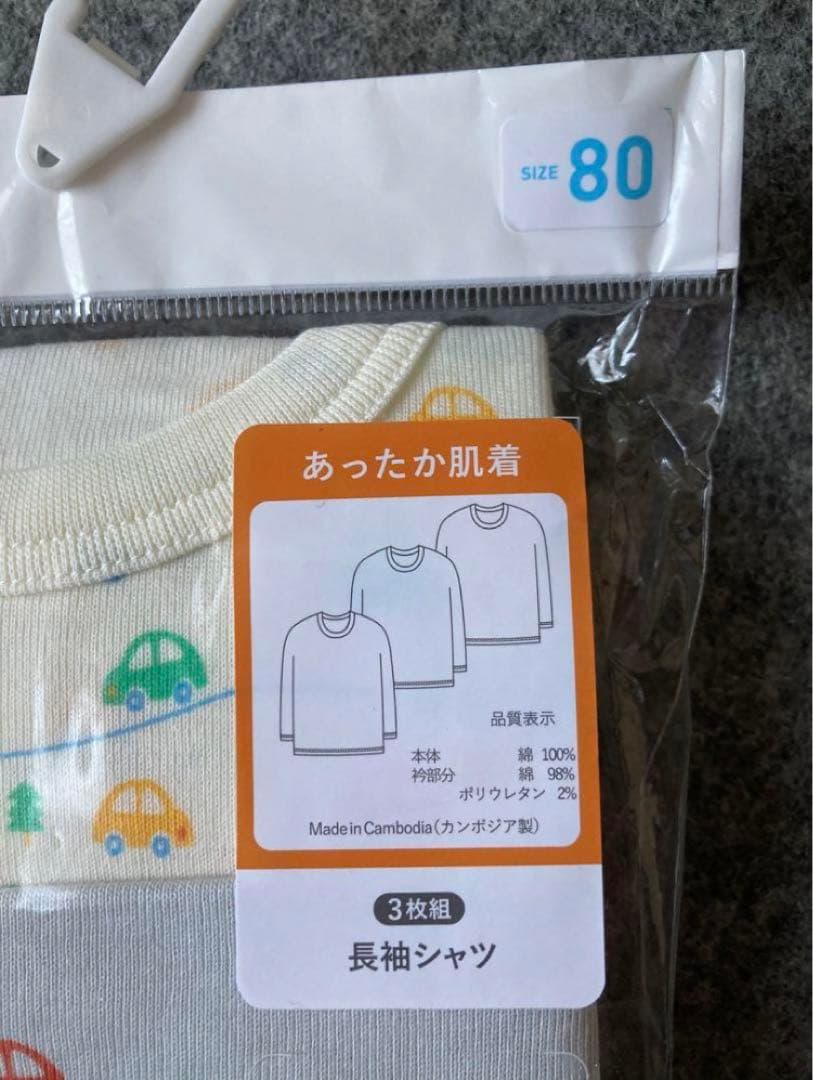 SIZE 80
あったか肌着
品質表示
本体 綿 100%
衿部分 綿 98%
ポリウレタン 2%
Made in Cambodia(カンボジア製)
3枚組
長袖シャツ